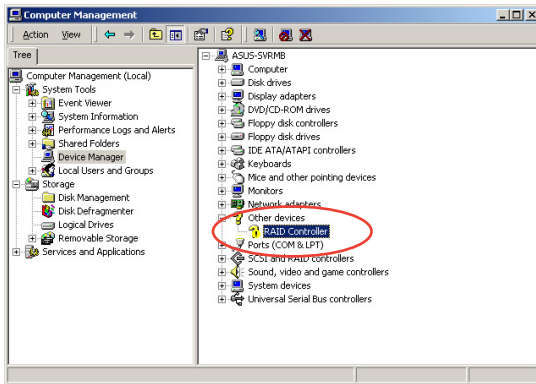 Computer Management
Action View
Tree
Computer Management (Local)
System Tools
Event Viewer
System Information
Performance Logs and Alerts
Shared Folders
Device Manager
Local Users and Groups
Storage
Disk Management
Disk Defragmenter
Logical Drives
Removable Storage
Services and Applications
ASUS-SVRMB
Computer
Disk drives
Display adapters
DVD/CD-ROM drives
Floppy disk controllers
Floppy disk drives
IDE ATA/ATAPI controllers
Keyboards
Mice and other pointing devices
Monitors
Network adapters
Other devices
RAID Controller
Ports (COM & LPT)
SCSI and RAID controllers
Sound, video and game controllers
System devices
Universal Serial Bus controllers